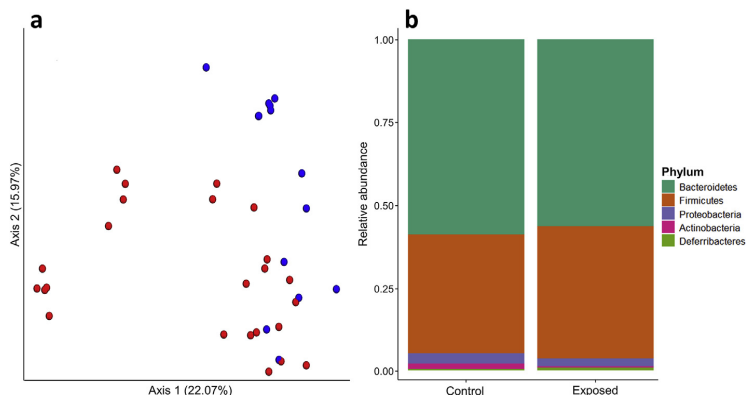 a
Axis 2 (15.97%)
Axis 1 (22.07%)
b
Relative abundance
1.00
0.75
0.50
0.25
0.00
Control
Exposed
Phylum
Bacteroidetes
Firmicutes
Proteobacteria
Actinobacteria
Deferribacteres